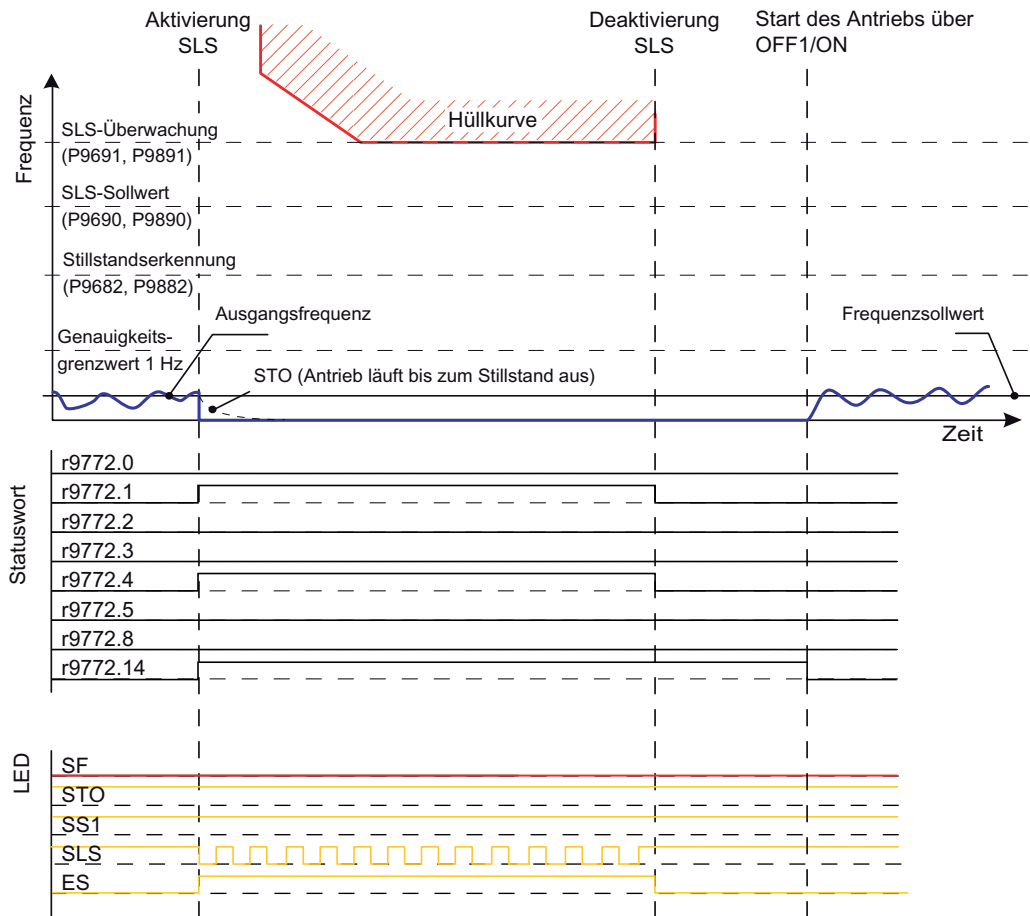 Aktivierung
SLS
Deaktivierung
SLS
Start des Antriebs über
OFF1/ON
Frequenz
Hüllkurve
SLS-Überwachung
(P9691, P9891)
SLS-Sollwert
(P9690, P9890)
Stillstandserkennung
(P9682, P9882)
Ausgangsfrequenz
Frequenzsollwert
Genauigkeits-
grenzwert 1 Hz
STO (Antrieb läuft bis zum Stillstand aus)
Zeit
Statuswort
r9772.0
r9772.1
r9772.2
r9772.3
r9772.4
r9772.5
r9772.8
r9772.14
LED
SF
STO
SS1
SLS
ES